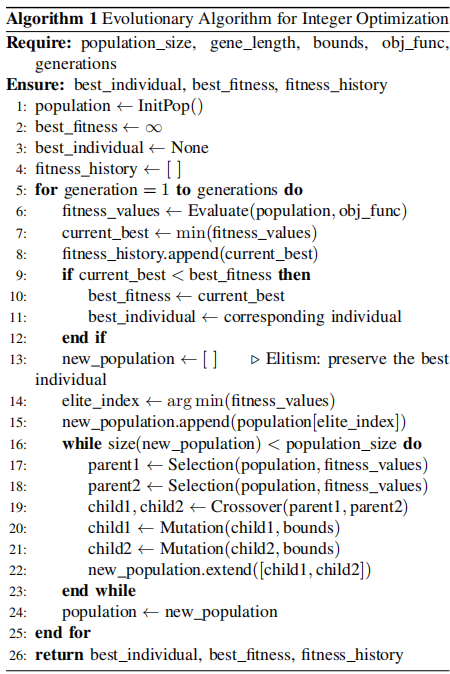 Algorithm 1 Evolutionary Algorithm for Integer Optimization
Require: population_size, gene_length, bounds, obj_func,
generations
Ensure: best_individual, best_fitness, fitness_history
1: population ← InitPop()
2: best_fitness ← ∞
3: best_individual ← None
4: fitness_history ← [ ]
5: for generation = 1 to generations do
6: fitness_values ← Evaluate(population, obj_func)
7: current_best ← min(fitness_values)
8: fitness_history.append(current_best)
9: if current_best < best_fitness then
10: best_fitness ← current_best
11: best_individual ← corresponding individual
12: end if
13: new_population ← [ ] ▷ Elitism: preserve the best
individual
14: elite_index ← arg min(fitness_values)
15: new_population.append(population[elite_index])
16: while size(new_population) < population_size do
17: parent1 ← Selection(population, fitness_values)
18: parent2 ← Selection(population, fitness_values)
19: child1, child2 ← Crossover(parent1, parent2)
20: child1 ← Mutation(child1, bounds)
21: child2 ← Mutation(child2, bounds)
22: new_population.extend([child1, child2])
23: end while
24: population ← new_population
25: end for
26: return best_individual, best_fitness, fitness_history